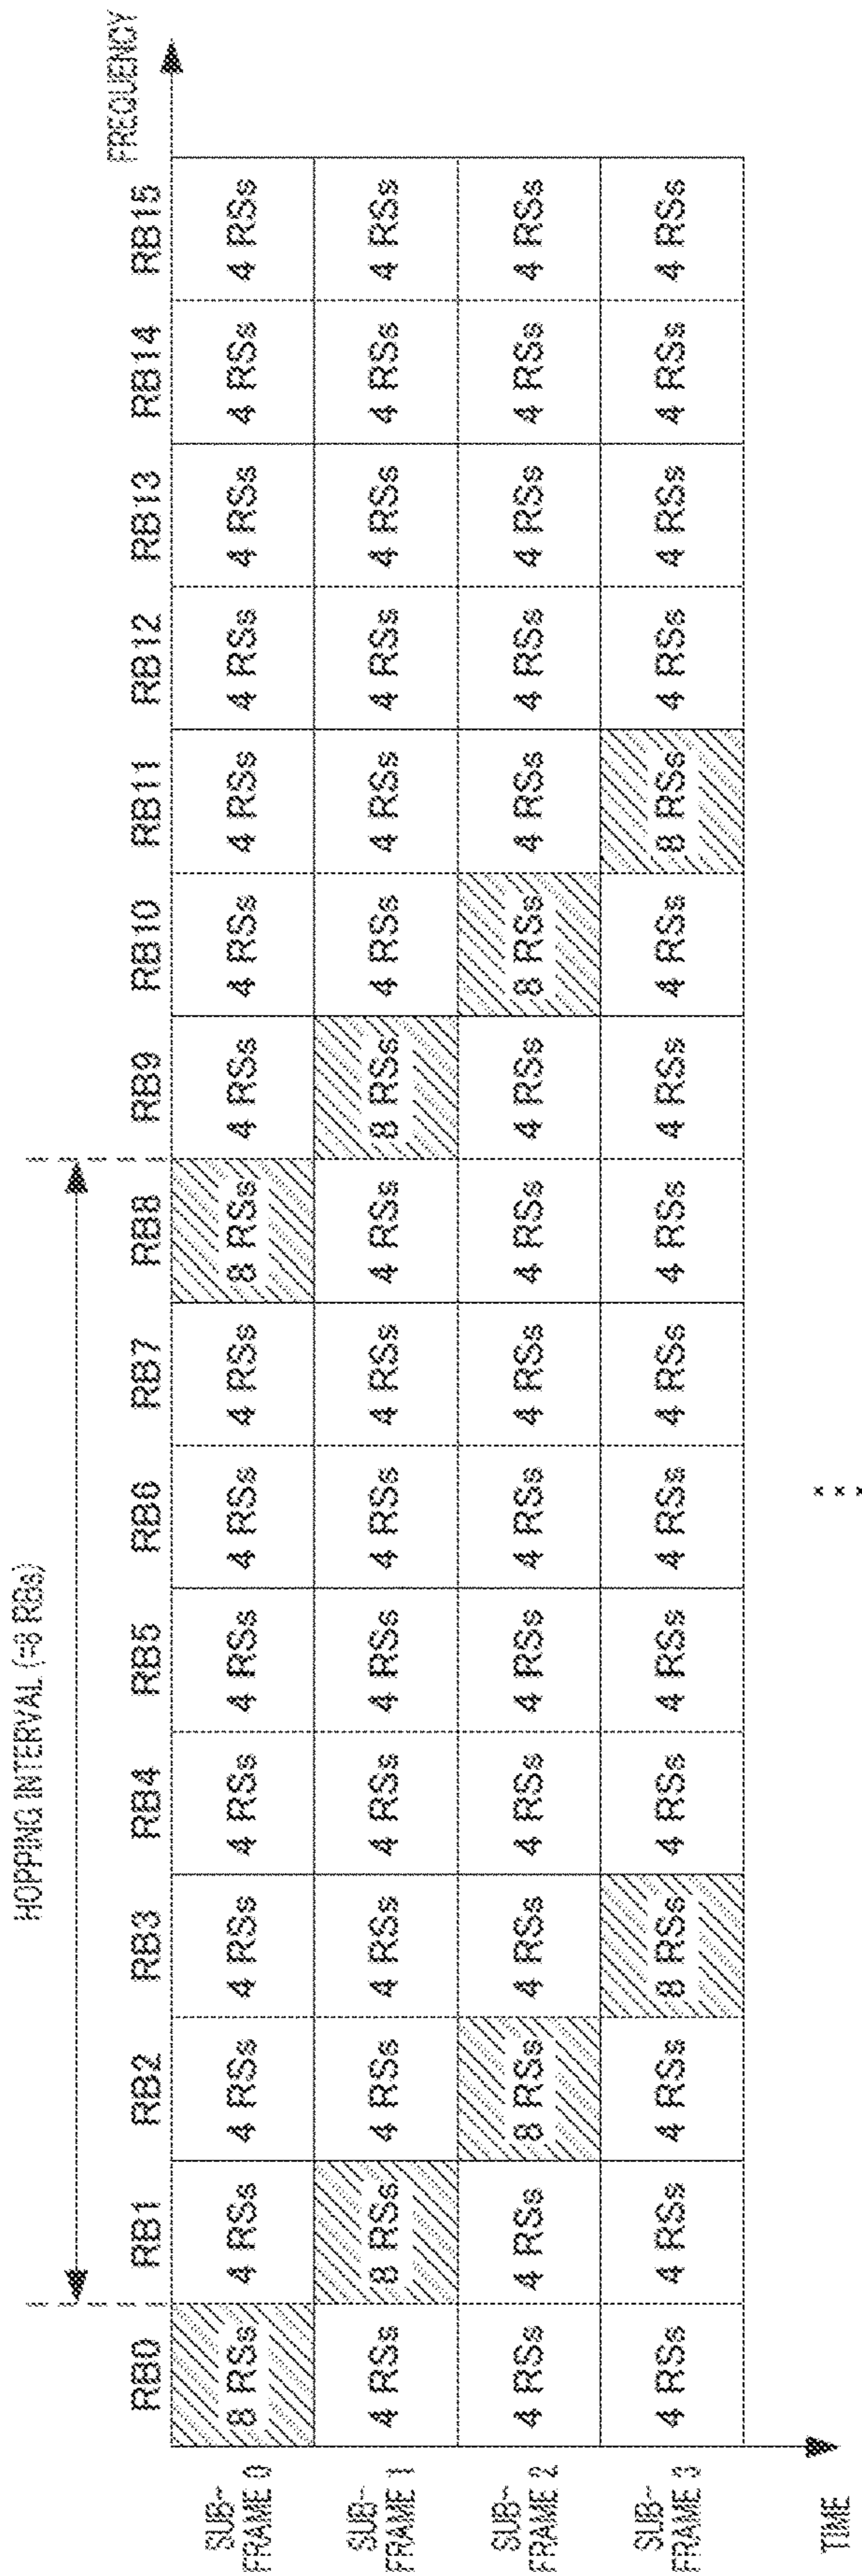 HOPPING INTERVAL (=8 RBs)
FREQUENCY
RB0 RB1 RB2 RB3 RB4 RB5 RB6 RB7 RB8 RB9 RB10 RB11 RB12 RB13 RB14 RB15
SUB-
FRAME 0
8 RSs 4 RSs 4 RSs 4 RSs 4 RSs 4 RSs 4 RSs 4 RSs 8 RSs 4 RSs 4 RSs 4 RSs 4 RSs 4 RSs 4 RSs 4 RSs
SUB-
FRAME 1
4 RSs 8 RSs 4 RSs 4 RSs 4 RSs 4 RSs 4 RSs 4 RSs 4 RSs 8 RSs 4 RSs 4 RSs 4 RSs 4 RSs 4 RSs 4 RSs
SUB-
FRAME 2
4 RSs 4 RSs 8 RSs 4 RSs 4 RSs 4 RSs 4 RSs 4 RSs 4 RSs 4 RSs 8 RSs 4 RSs 4 RSs 4 RSs 4 RSs 4 RSs
SUB-
FRAME 3
4 RSs 4 RSs 4 RSs 8 RSs 4 RSs 4 RSs 4 RSs 4 RSs 4 RSs 4 RSs 4 RSs 8 RSs 4 RSs 4 RSs 4 RSs 4 RSs
TIME